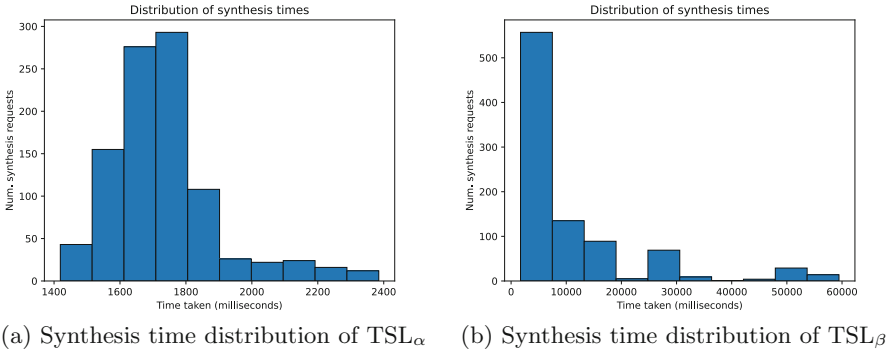 Distribution of synthesis times
300
250
200
150
100
50
0
Num. synthesis requests
1400 1600 1800 2000 2200 2400
Time taken (milliseconds)
(a) Synthesis time distribution of TSLα
Distribution of synthesis times
500
400
300
200
100
0
Num. synthesis requests
0 10000 20000 30000 40000 50000 60000
Time taken (milliseconds)
(b) Synthesis time distribution of TSLβ